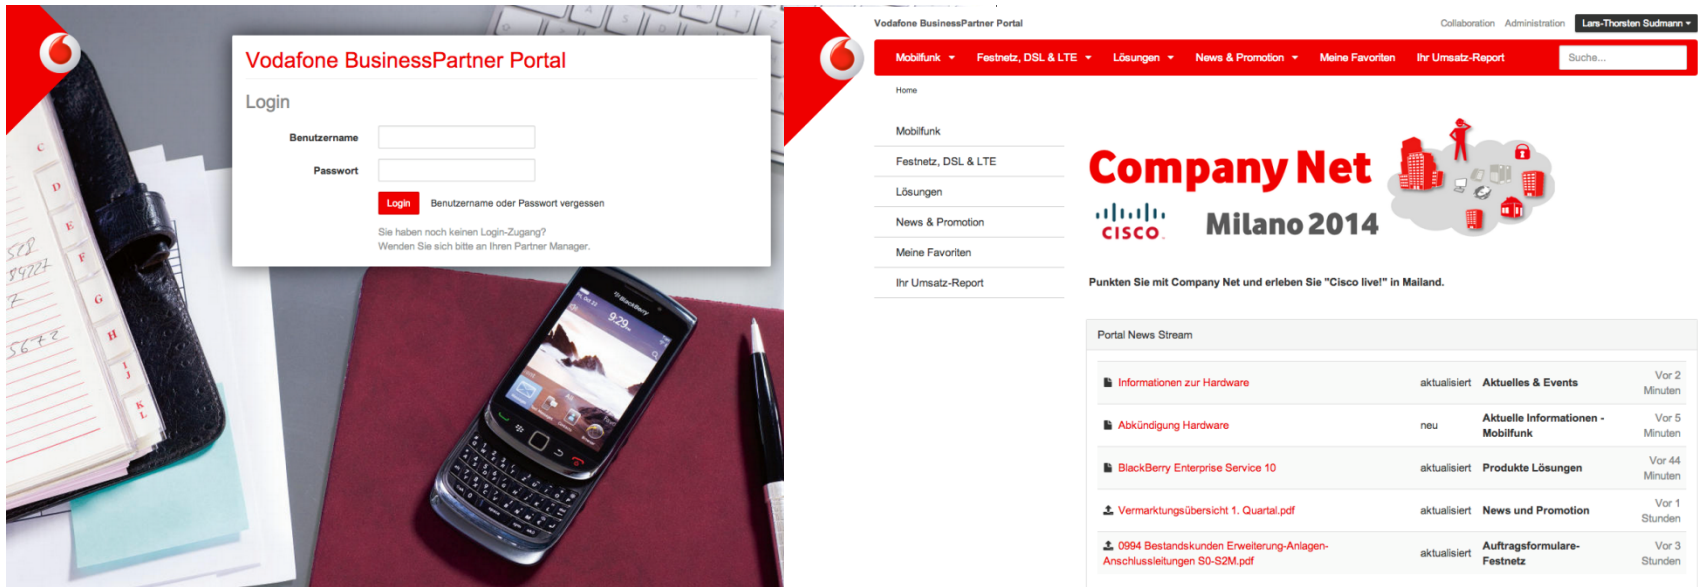 Vodafone BusinessPartner Portal
Login
Benutzername
Passwort
Login Benutzername oder Passwort vergessen
Sie haben noch keinen Login-Zugang?
Wenden Sie sich bitte an Ihren Partner Manager.
C
D
E
F
G
H
I
J
K
L
5672
BlackBerry
9:29
Vodafone BusinessPartner Portal
Collaboration Administration Lars-Thorsten Sudmann
Mobilfunk Festnetz, DSL & LTE Lösungen News & Promotion Meine Favoriten Ihr Umsatz-Report Suche...
Home
Mobilfunk
Festnetz, DSL & LTE
Lösungen
News & Promotion
Meine Favoriten
Ihr Umsatz-Report
Company Net
CISCO
Milano 2014
Punkten Sie mit Company Net und erleben Sie "Cisco live!" in Mailand.
Portal News Stream
Informationen zur Hardware aktualisiert Aktuelles & Events Vor 2
Minuten
Abkündigung Hardware neu Aktuelle Informationen - Vor 5
Mobilfunk Minuten
BlackBerry Enterprise Service 10 aktualisiert Produkte Lösungen Vor 44
Minuten
Vermarktungsübersicht 1. Quartal.pdf aktualisiert News und Promotion Vor 1
Stunden
0994 Bestandskunden Erweiterung-Anlagen- aktualisiert Auftragsformulare- Vor 3
Anschlussleitungen S0-S2M.pdf Festnetz Stunden